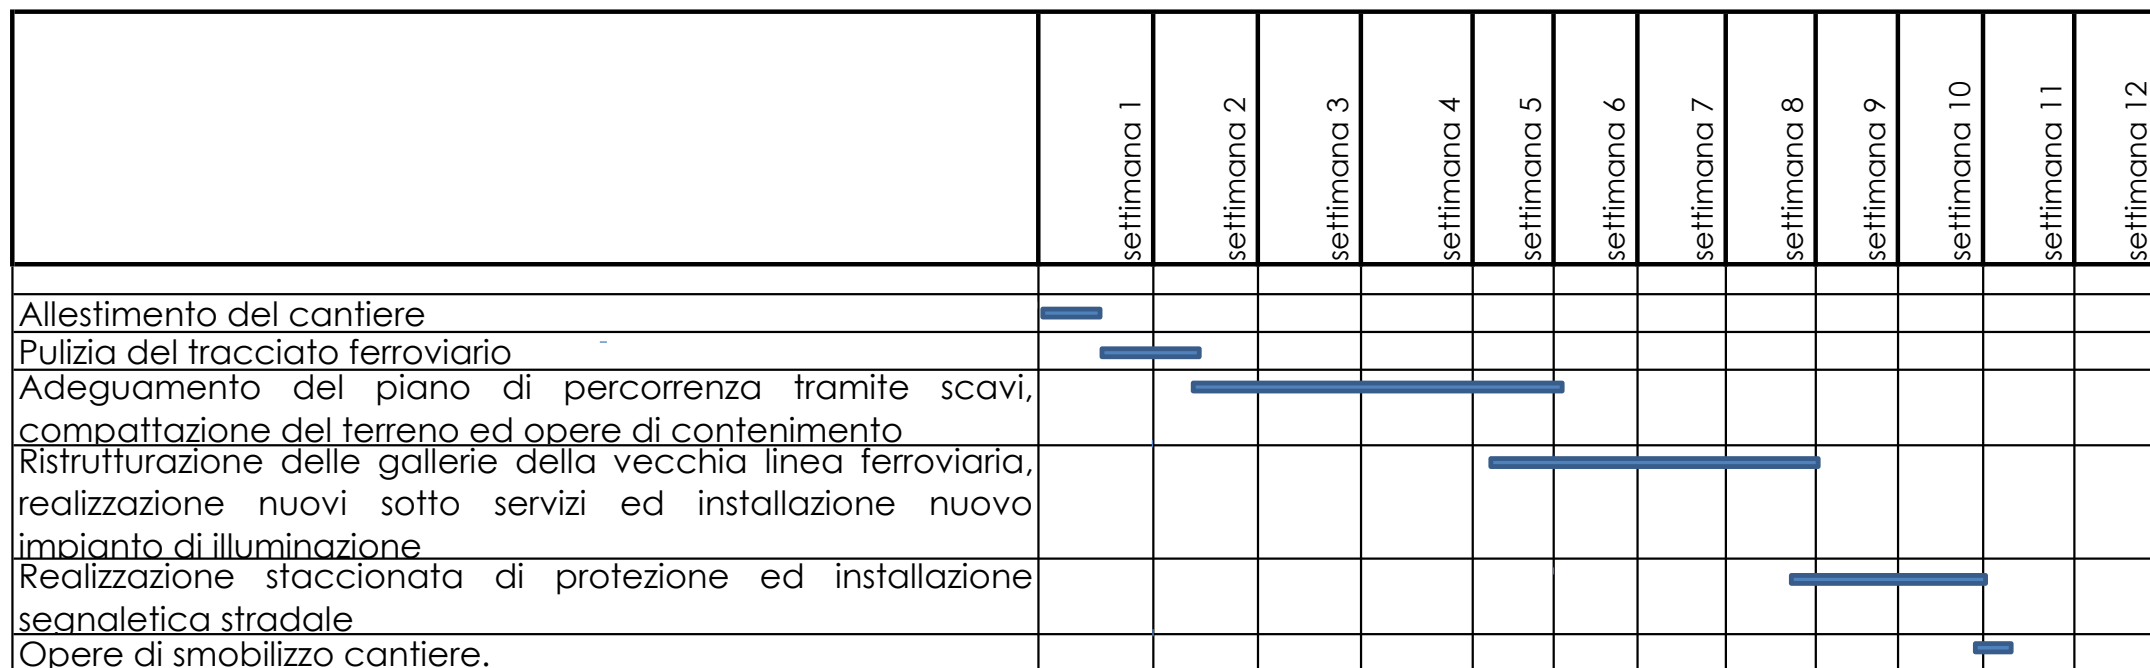 settimana 1
settimana 2
settimana 3
settimana 4
settimana 5
settimana 6
settimana 7
settimana 8
settimana 9
settimana 10
settimana 11
settimana 12
Allestimento del cantiere
Pulizia del tracciato ferroviario
Adeguamento del piano di percorrenza tramite scavi,
compattazione del terreno ed opere di contenimento
Ristrutturazione delle gallerie della vecchia linea ferroviaria,
realizzazione nuovi sotto servizi ed installazione nuovo
impianto di illuminazione
Realizzazione staccionata di protezione ed installazione
segnaletica stradale
Opere di smobilizzo cantiere.